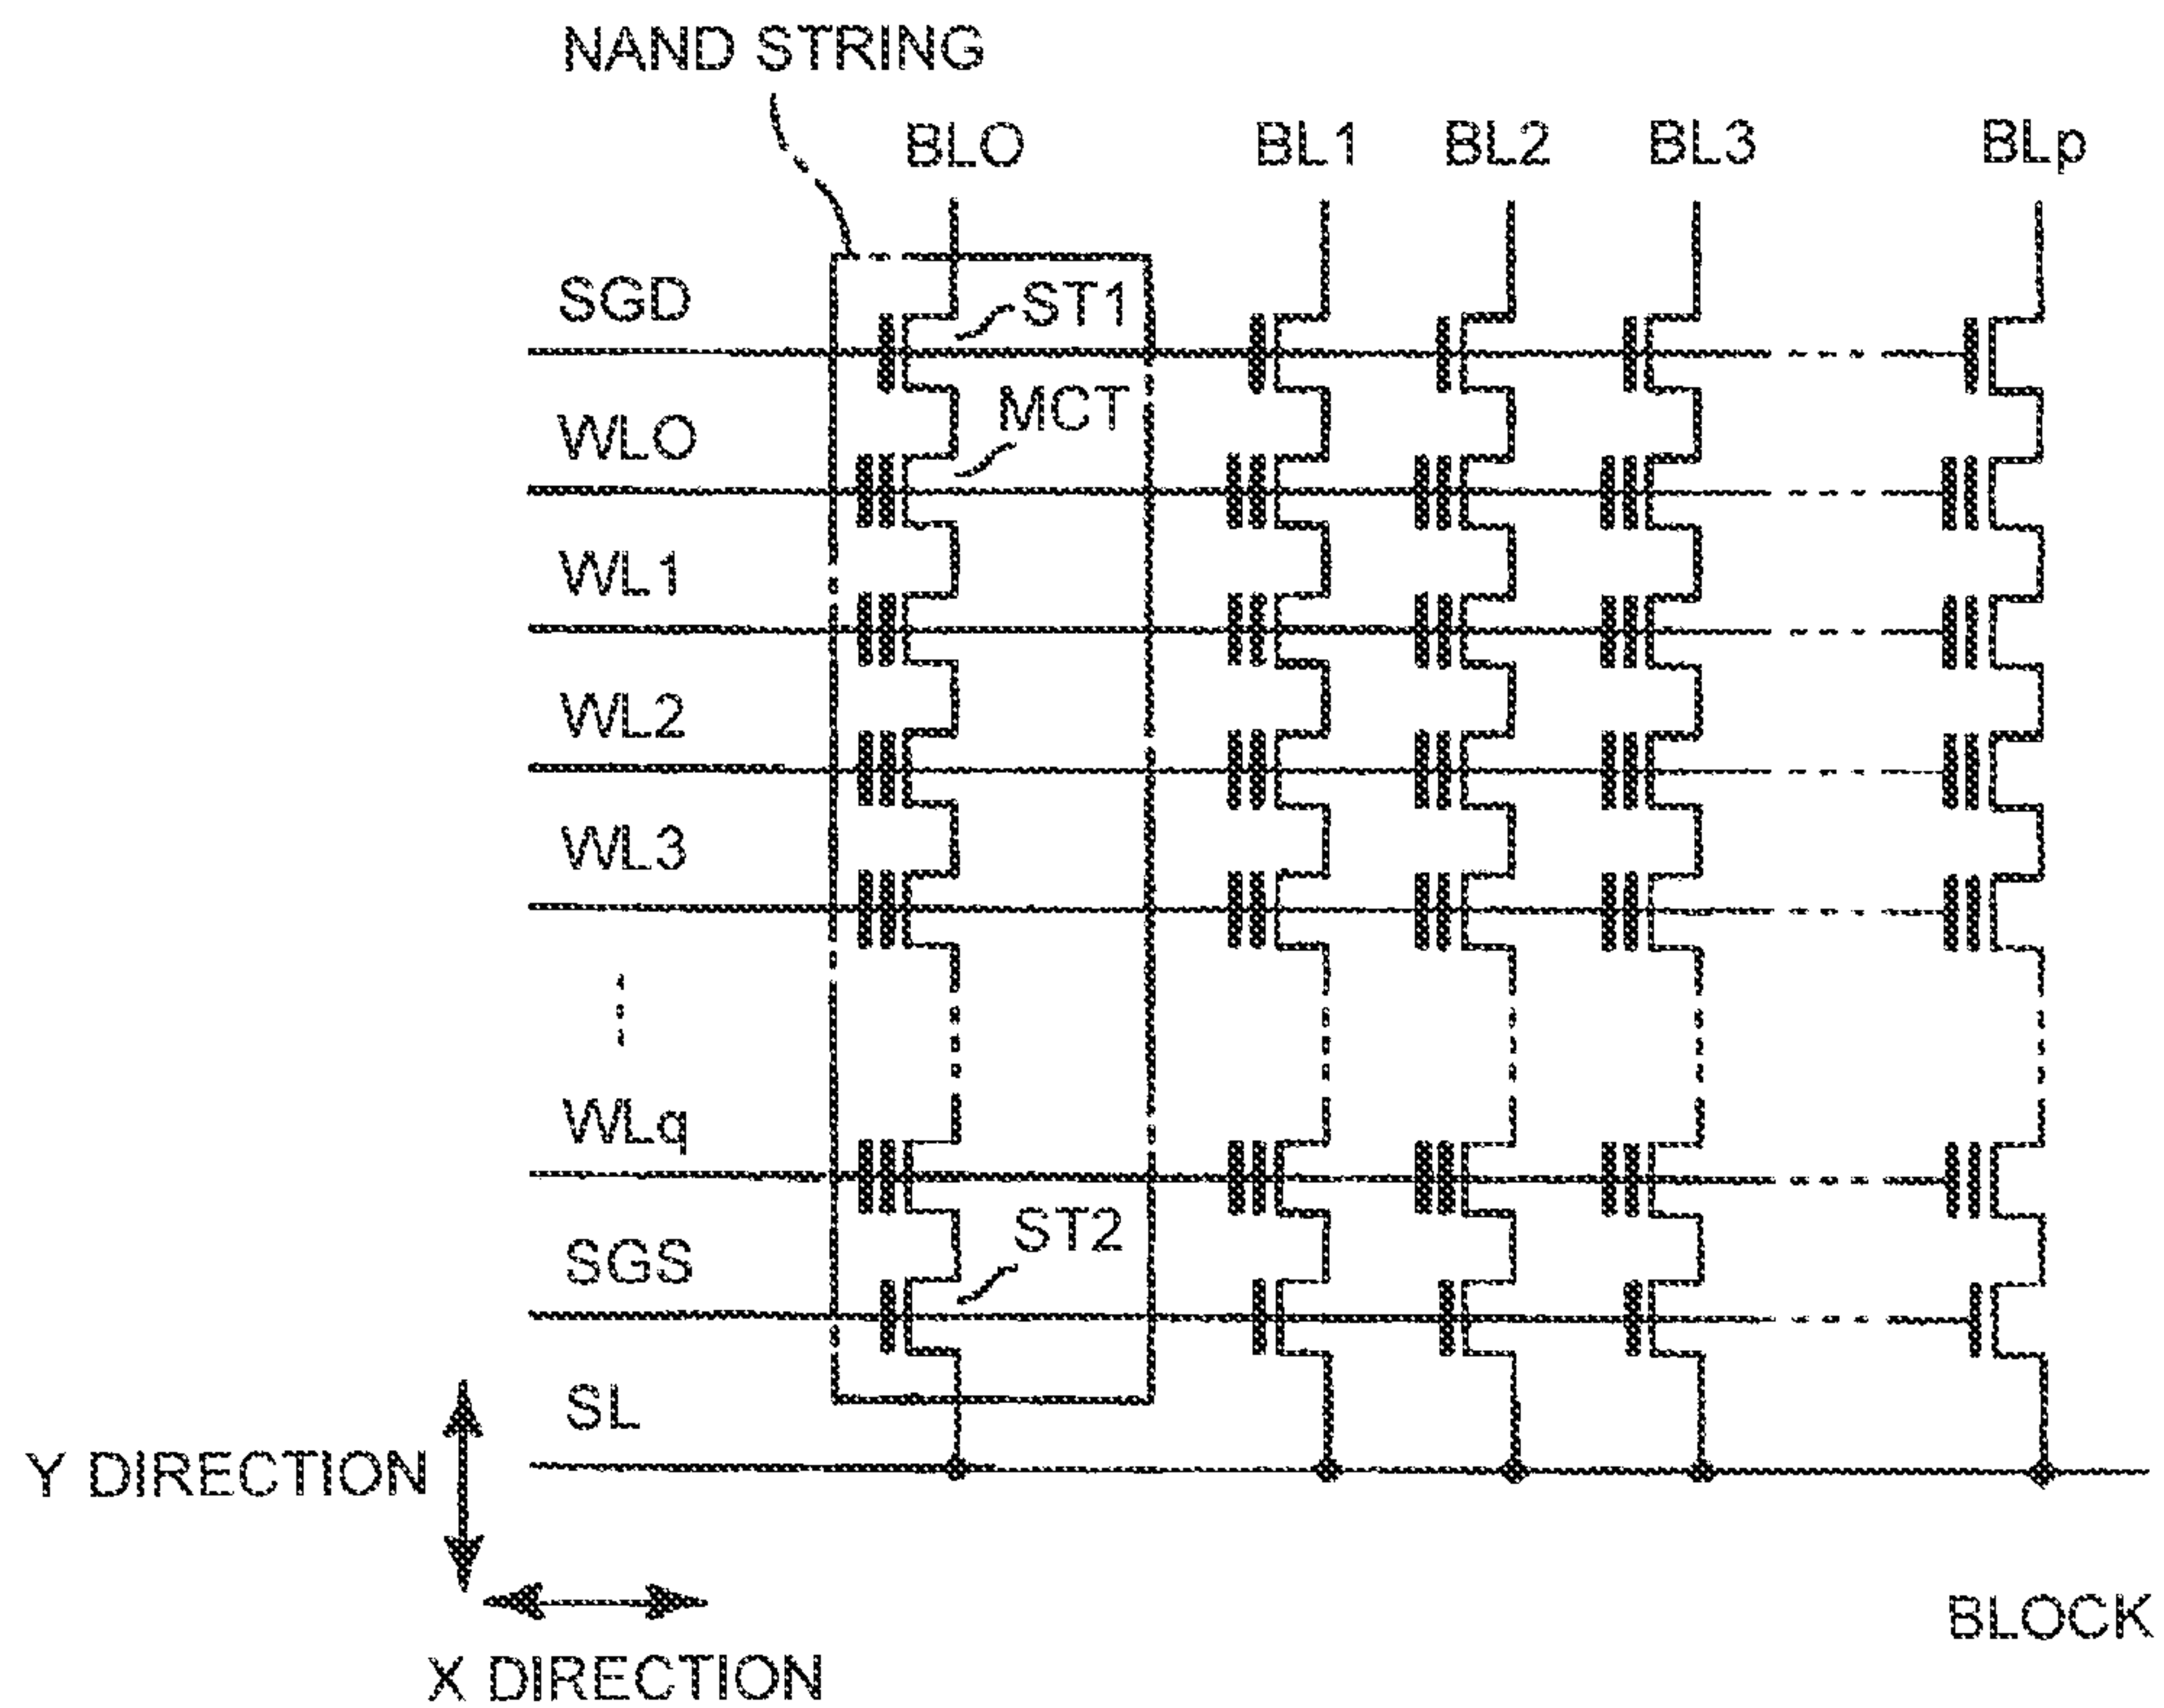 NAND STRING
BL0 BL1 BL2 BL3 BLp
SGD
ST1
MCT
WL0
WL1
WL2
WL3
WLq
ST2
SGS
SL
Y DIRECTION
X DIRECTION
BLOCK